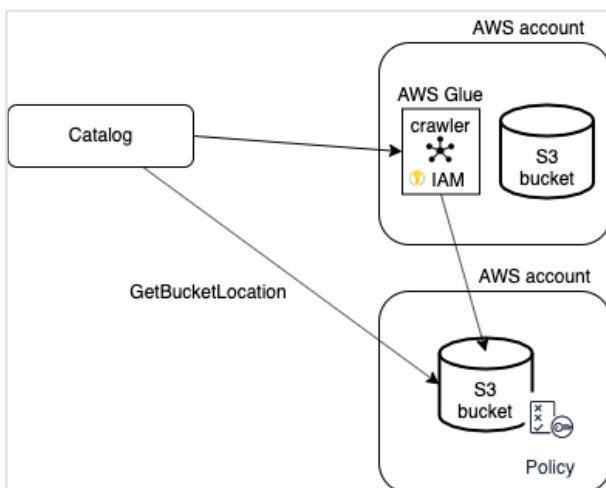 AWS account
AWS Glue
Catalog
crawler
IAM
S3
bucket
AWS account
GetBucketLocation
S3
bucket
Policy